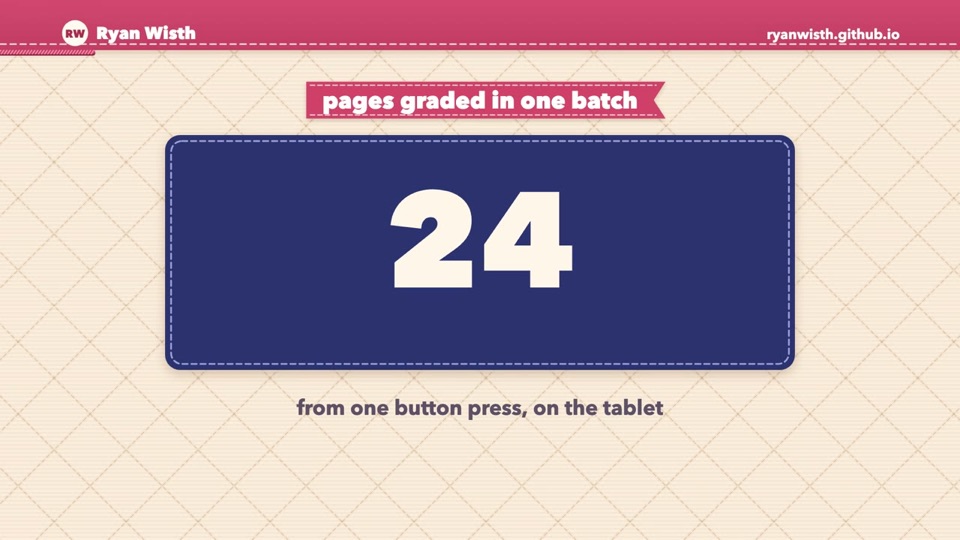 RW Ryan Wisth
ryanwisth.github.io
pages graded in one batch
24
from one button press, on the tablet